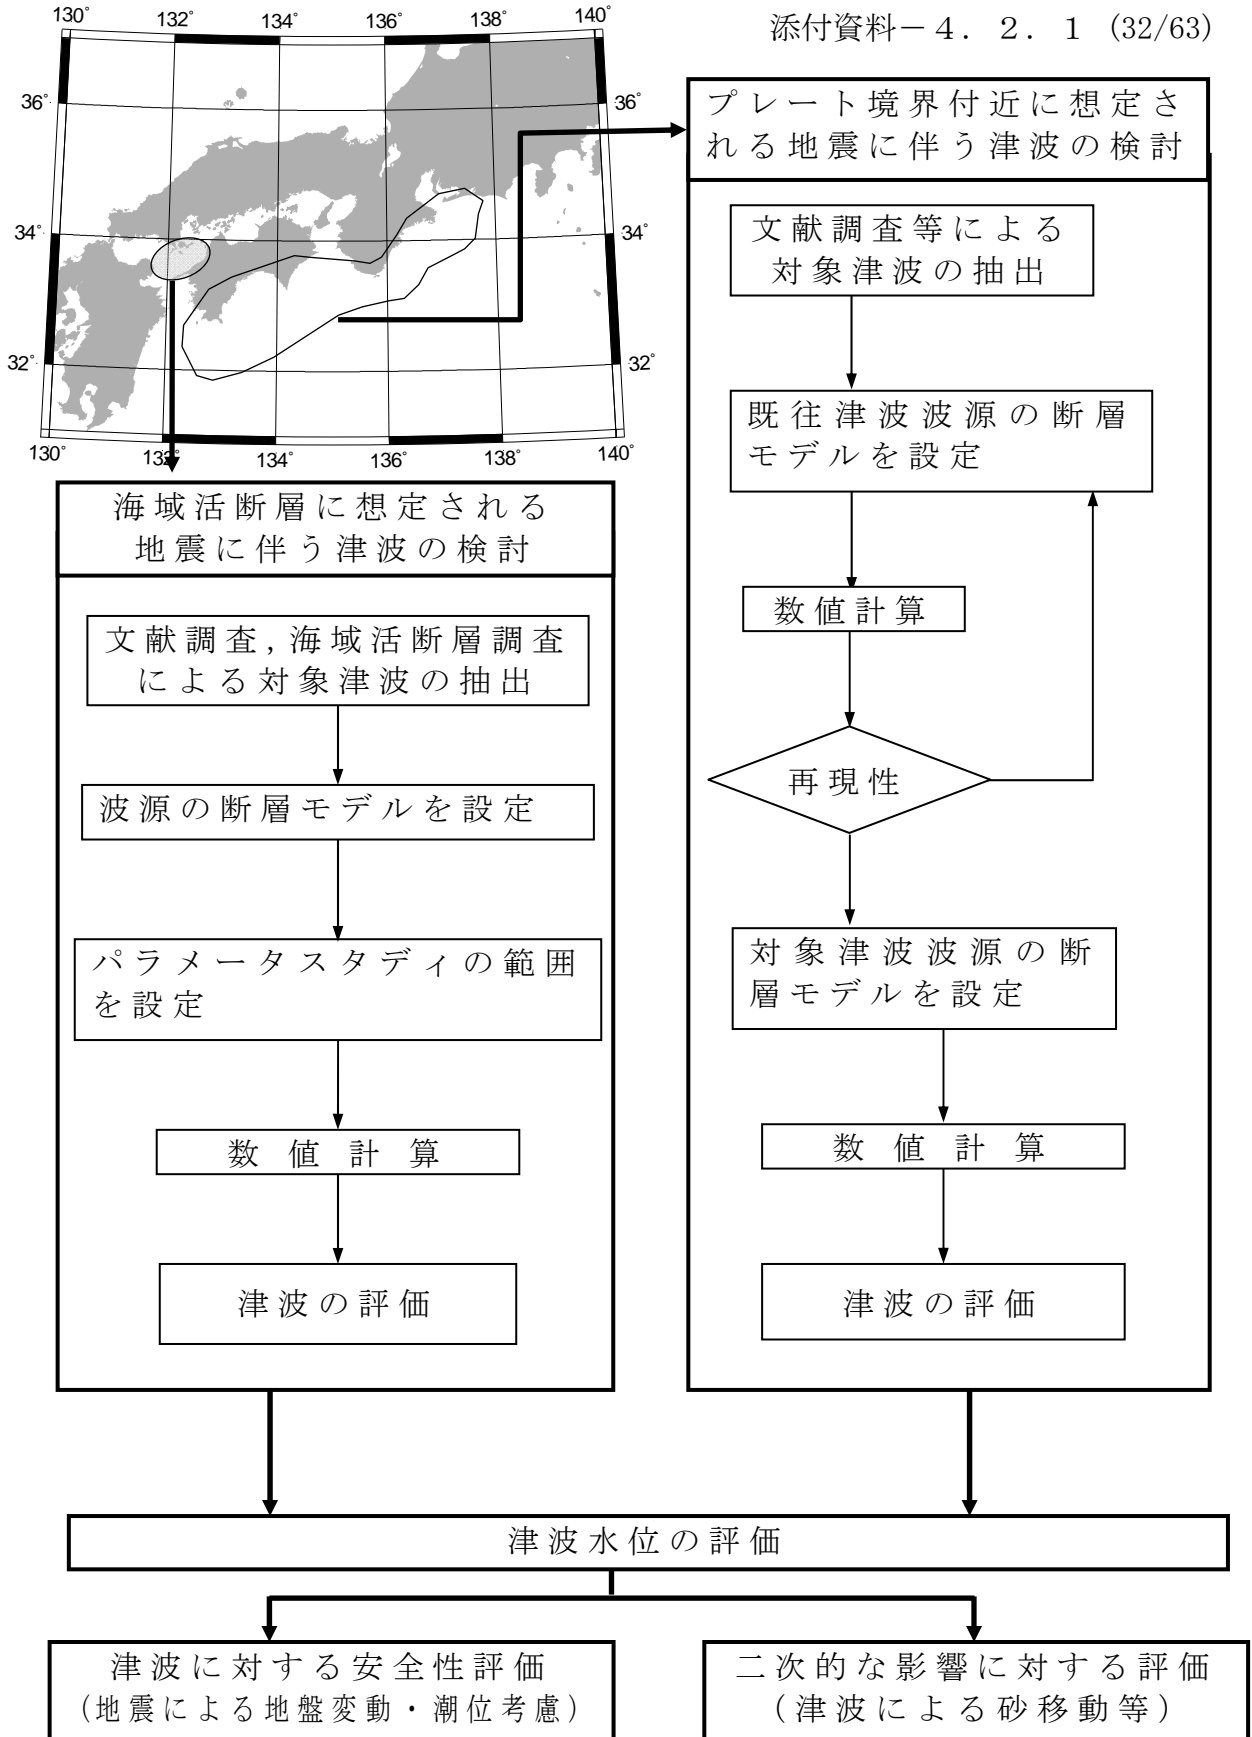 添付資料－４．２．１ (32/63)
130° 132° 134° 136° 138° 140°
36° 36°
34° 34°
32° 32°
130° 132° 134° 136° 138° 140°
プレート境界付近に想定さ
れる地震に伴う津波の検討
文献調査等による
対象津波の抽出
既往津波波源の断層
モデルを設定
数値計算
再現性
対象津波波源の断
層モデルを設定
数値計算
津波の評価
海域活断層に想定される
地震に伴う津波の検討
文献調査,海域活断層調査
による対象津波の抽出
波源の断層モデルを設定
パラメータスタディの範囲
を設定
数値計算
津波の評価
津波水位の評価
津波に対する安全性評価
(地震による地盤変動・潮位考慮)
二次的な影響に対する評価
(津波による砂移動等)